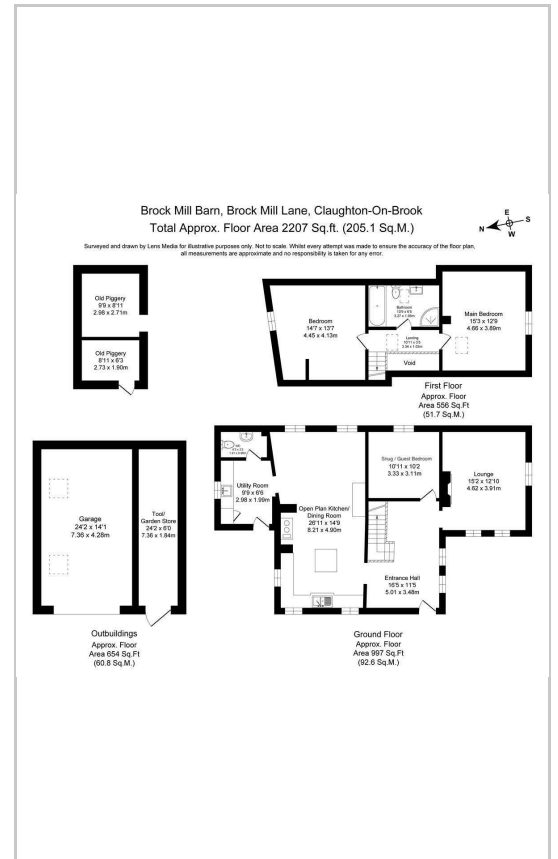 Brock Mill Barn, Brock Mill Lane, Claughton-On-Brook
Total Approx. Floor Area 2207 Sq.ft. (205.1 Sq.M.)
Surveyed and drawn by Lens Media for illustrative purposes only. Not to scale. Whilst every attempt was made to ensure the accuracy of the floor plan,
all measurements are approximate and no responsibility is taken for any error.
E
S
N
W
Old Piggery
9'9 x 8'11
2.98 x 2.71m
Old Piggery
8'11 x 6'3
2.73 x 1.90m
Bedroom
14'7 x 13'7
4.45 x 4.13m
Bathroom
Landing
Void
Main Bedroom
15'3 x 12'9
4.66 x 3.89m
First Floor
Approx. Floor
Area 556 Sq.Ft
(51.7 Sq.M.)
Garage
24'2 x 14'1
7.36 x 4.28m
Tool/
Garden Store
24'2 x 6'0
7.36 x 1.84m
Outbuildings
Approx. Floor
Area 654 Sq.Ft
(60.8 Sq.M.)
Utility Room
9'9 x 6'6
2.98 x 1.99m
Open Plan Kitchen/
Dining Room
26'11 x 14'9
8.21 x 4.90m
Snug / Guest Bedroom
10'11 x 10'2
3.33 x 3.11m
Lounge
15'2 x 12'10
4.62 x 3.91m
Entrance Hall
16'5 x 11'5
5.01 x 3.48m
Ground Floor
Approx. Floor
Area 997 Sq.Ft
(92.6 Sq.M.)